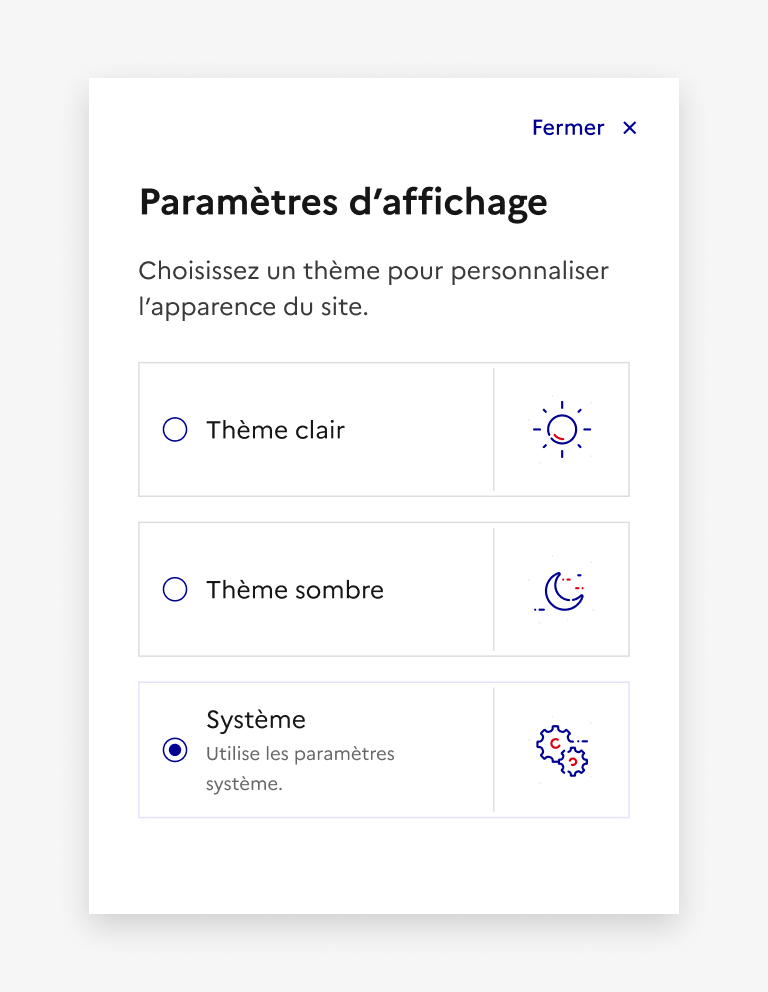 Fermer ×
Paramètres d’affichage
Choisissez un thème pour personnaliser
l’apparence du site.
Thème clair
Thème sombre
Système
Utilise les paramètres
système.